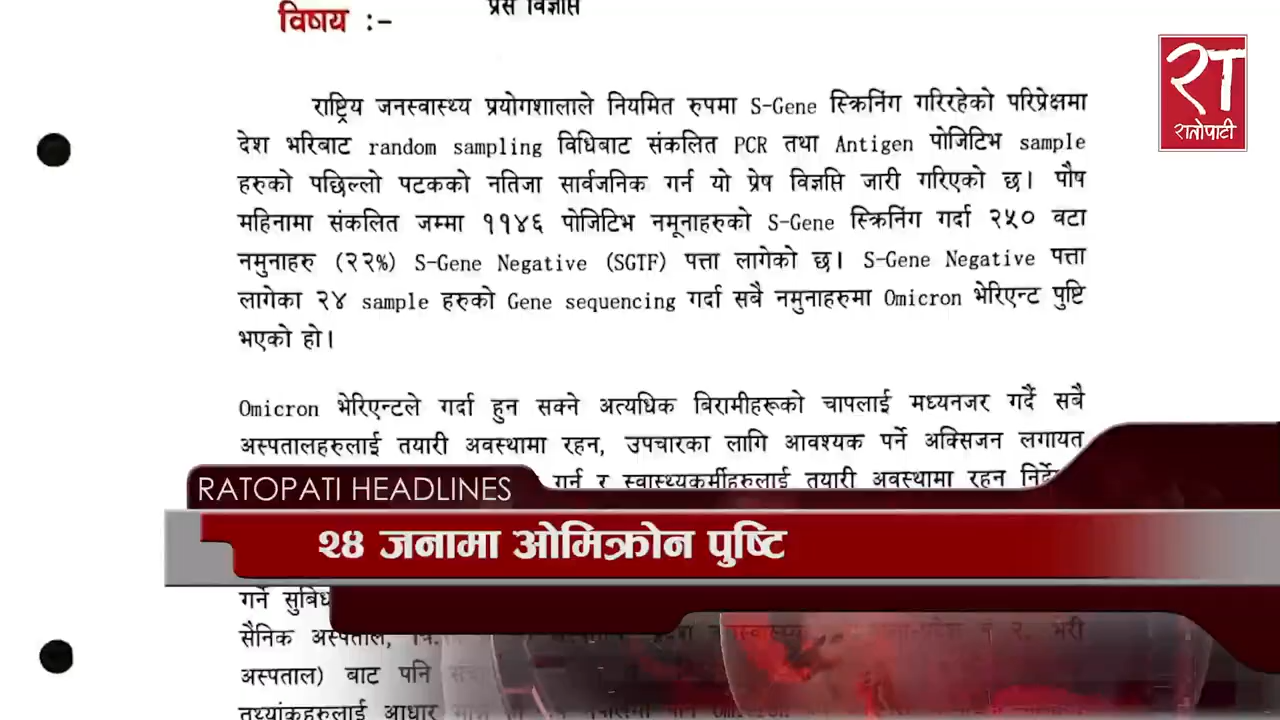 विषय :- प्रेस विज्ञप्ति
रातोपाटी
राष्ट्रिय जनस्वास्थ्य प्रयोगशालाले नियमित रुपमा S-Gene स्क्रिनिंग गरिरहेको परिप्रेक्षमा
देश भरिबाट random sampling विधिबाट संकलित PCR तथा Antigen पोजिटिभ sample
हरुको पछिल्लो पटकको नतिजा सार्वजनिक गर्न यो प्रेष विज्ञप्ति जारी गरिएको छ। पौष
महिनामा संकलित जम्मा ११४६ पोजिटिभ नमूनाहरुको S-Gene स्क्रिनिंग गर्दा २५० वटा
नमुनाहरु (२२%) S-Gene Negative (SGTF) पत्ता लागेको छ। S-Gene Negative पत्ता
लागेका २४ sample हरुको Gene sequencing गर्दा सबै नमुनाहरुमा Omicron भेरिएन्ट पुष्टि
भएको हो।
Omicron भेरिएन्टले गर्दा हुन सक्ने अत्यधिक बिरामीहरूको चापलाई मध्यनजर गर्दै सबै
अस्पतालहरुलाई तयारी अवस्थामा रहन, उपचारका लागि आवश्यक पर्ने अक्सिजन लगायत
गर्न र स्वास्थ्यकर्मीहरुलाई तयारी अवस्थामा रहन
RATOPATI HEADLINES
२४ जनामा ओमिक्रोन पुष्टि
गर्ने
सैनिक अस्पताल,
अस्पताल) बाट पनि
तथ्यांकहरुलाई आधार